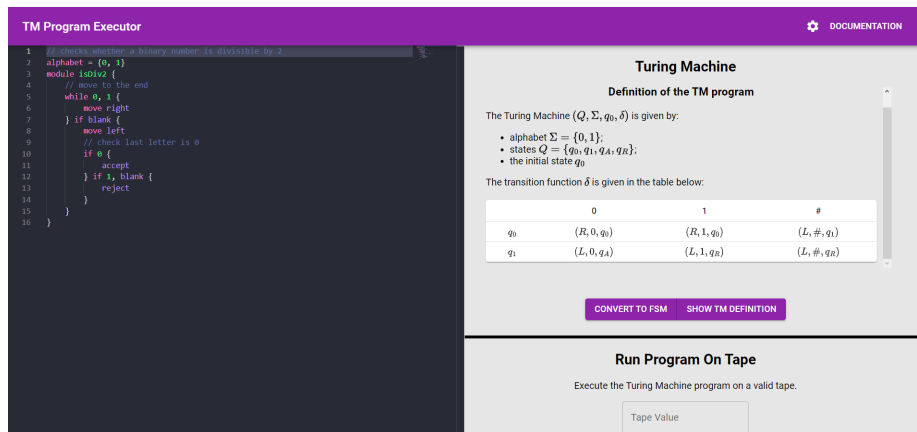 TM Program Executor
DOCUMENTATION
1 // checks whether a binary number is divisible by 2
2 alphabet = {0, 1}
3 module isDiv2 {
4 // move to the end
5 while 0, 1 {
6 move right
7 } if blank {
8 move left
9 // check last letter is 0
10 if 0 {
11 accept
12 } if 1, blank {
13 reject
14 }
15 }
16 }
Turing Machine
Definition of the TM program
The Turing Machine (Q, Σ, q₀, δ) is given by:
• alphabet Σ = {0, 1};
• states Q = {q₀, q₁, q_A, q_R};
• the initial state q₀
The transition function δ is given in the table below:
0 1 #
q₀ (R, 0, q₀) (R, 1, q₀) (L, #, q₁)
q₁ (L, 0, q_A) (L, 1, q_R) (L, #, q_R)
CONVERT TO FSM SHOW TM DEFINITION
Run Program On Tape
Execute the Turing Machine program on a valid tape.
Tape Value